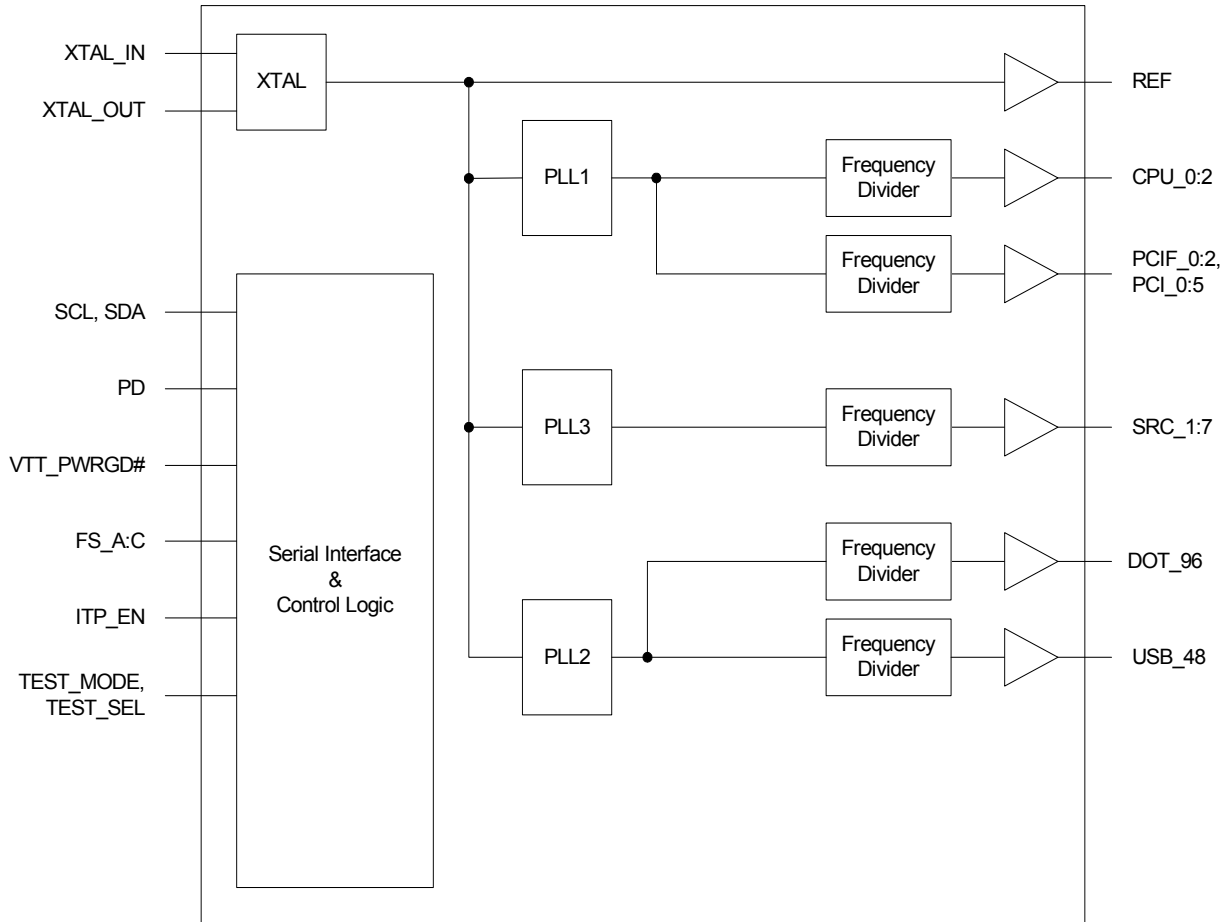 XTAL_IN
XTAL_OUT
XTAL
REF
PLL1
Frequency
Divider
CPU_0:2
Frequency
Divider
PCIF_0:2,
PCI_0:5
SCL, SDA
PD
VTT_PWRGD#
FS_A:C
ITP_EN
TEST_MODE,
TEST_SEL
Serial Interface
&
Control Logic
PLL3
Frequency
Divider
SRC_1:7
Frequency
Divider
DOT_96
PLL2
Frequency
Divider
USB_48